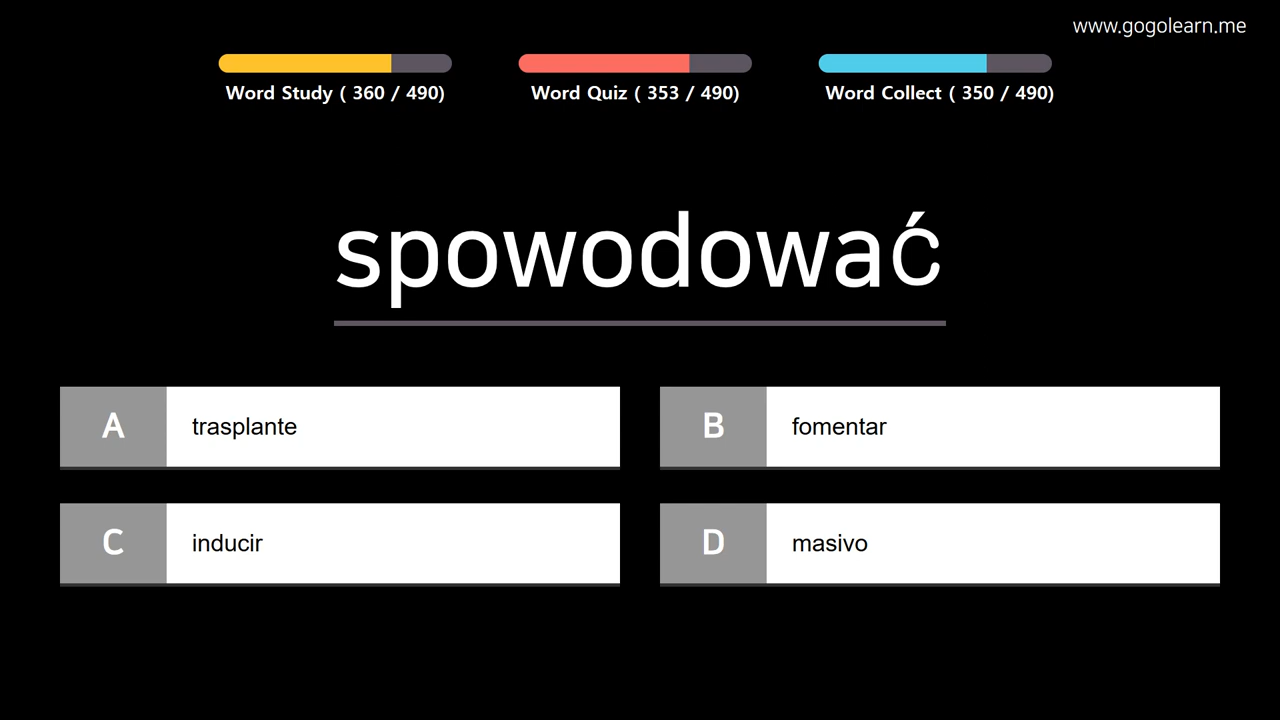 www.gogolearn.me
Word Study ( 360 / 490)
Word Quiz ( 353 / 490)
Word Collect ( 350 / 490)
spowodować
A trasplante
B fomentar
C inducir
D masivo